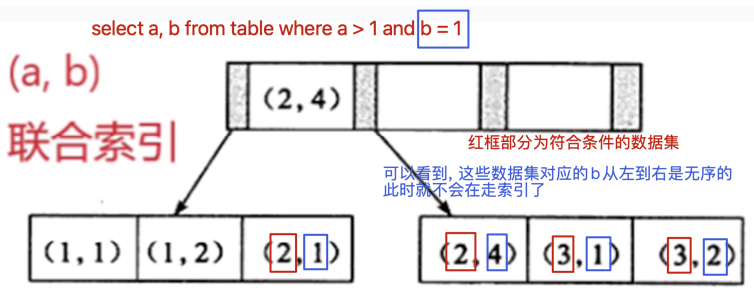 select a, b from table where a > 1 and b = 1
(a, b)
联合索引
(2,4)
红框部分为符合条件的数据集
可以看到, 这些数据集对应的b从左到右是无序的
此时就不会在走索引了
(1,1) (1,2) (2,1) (2,4) (3,1) (3,2)